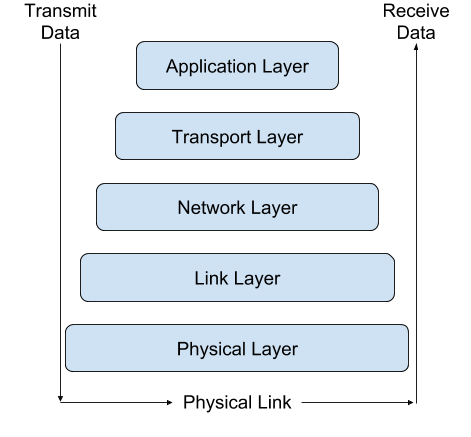 Transmit
Data
Receive
Data
Application Layer
Transport Layer
Network Layer
Link Layer
Physical Layer
Physical Link